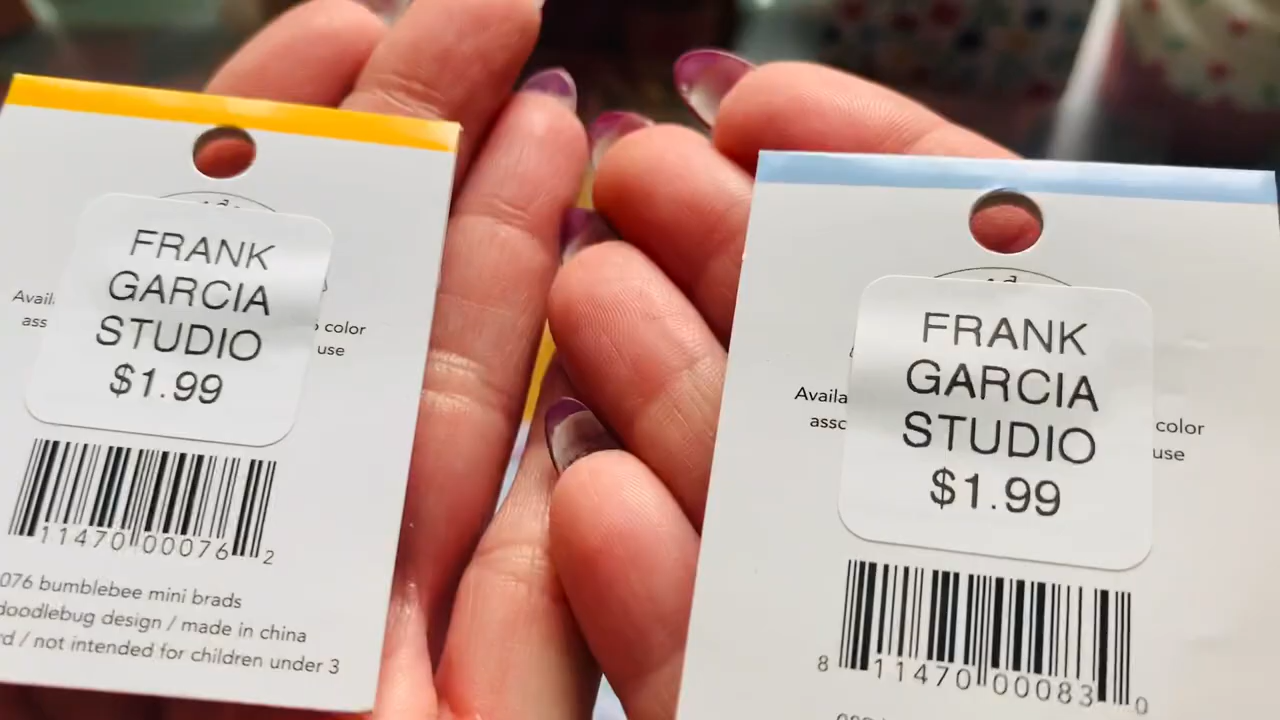 FRANK
GARCIA
STUDIO
$1.99
Avail
color
ass
use
11470 00076 2
076 bumblebee mini brads
doodlebug design / made in china
/ not intended for children under 3
FRANK
GARCIA
STUDIO
$1.99
Availa
color
assc
use
8 11470 00083 0